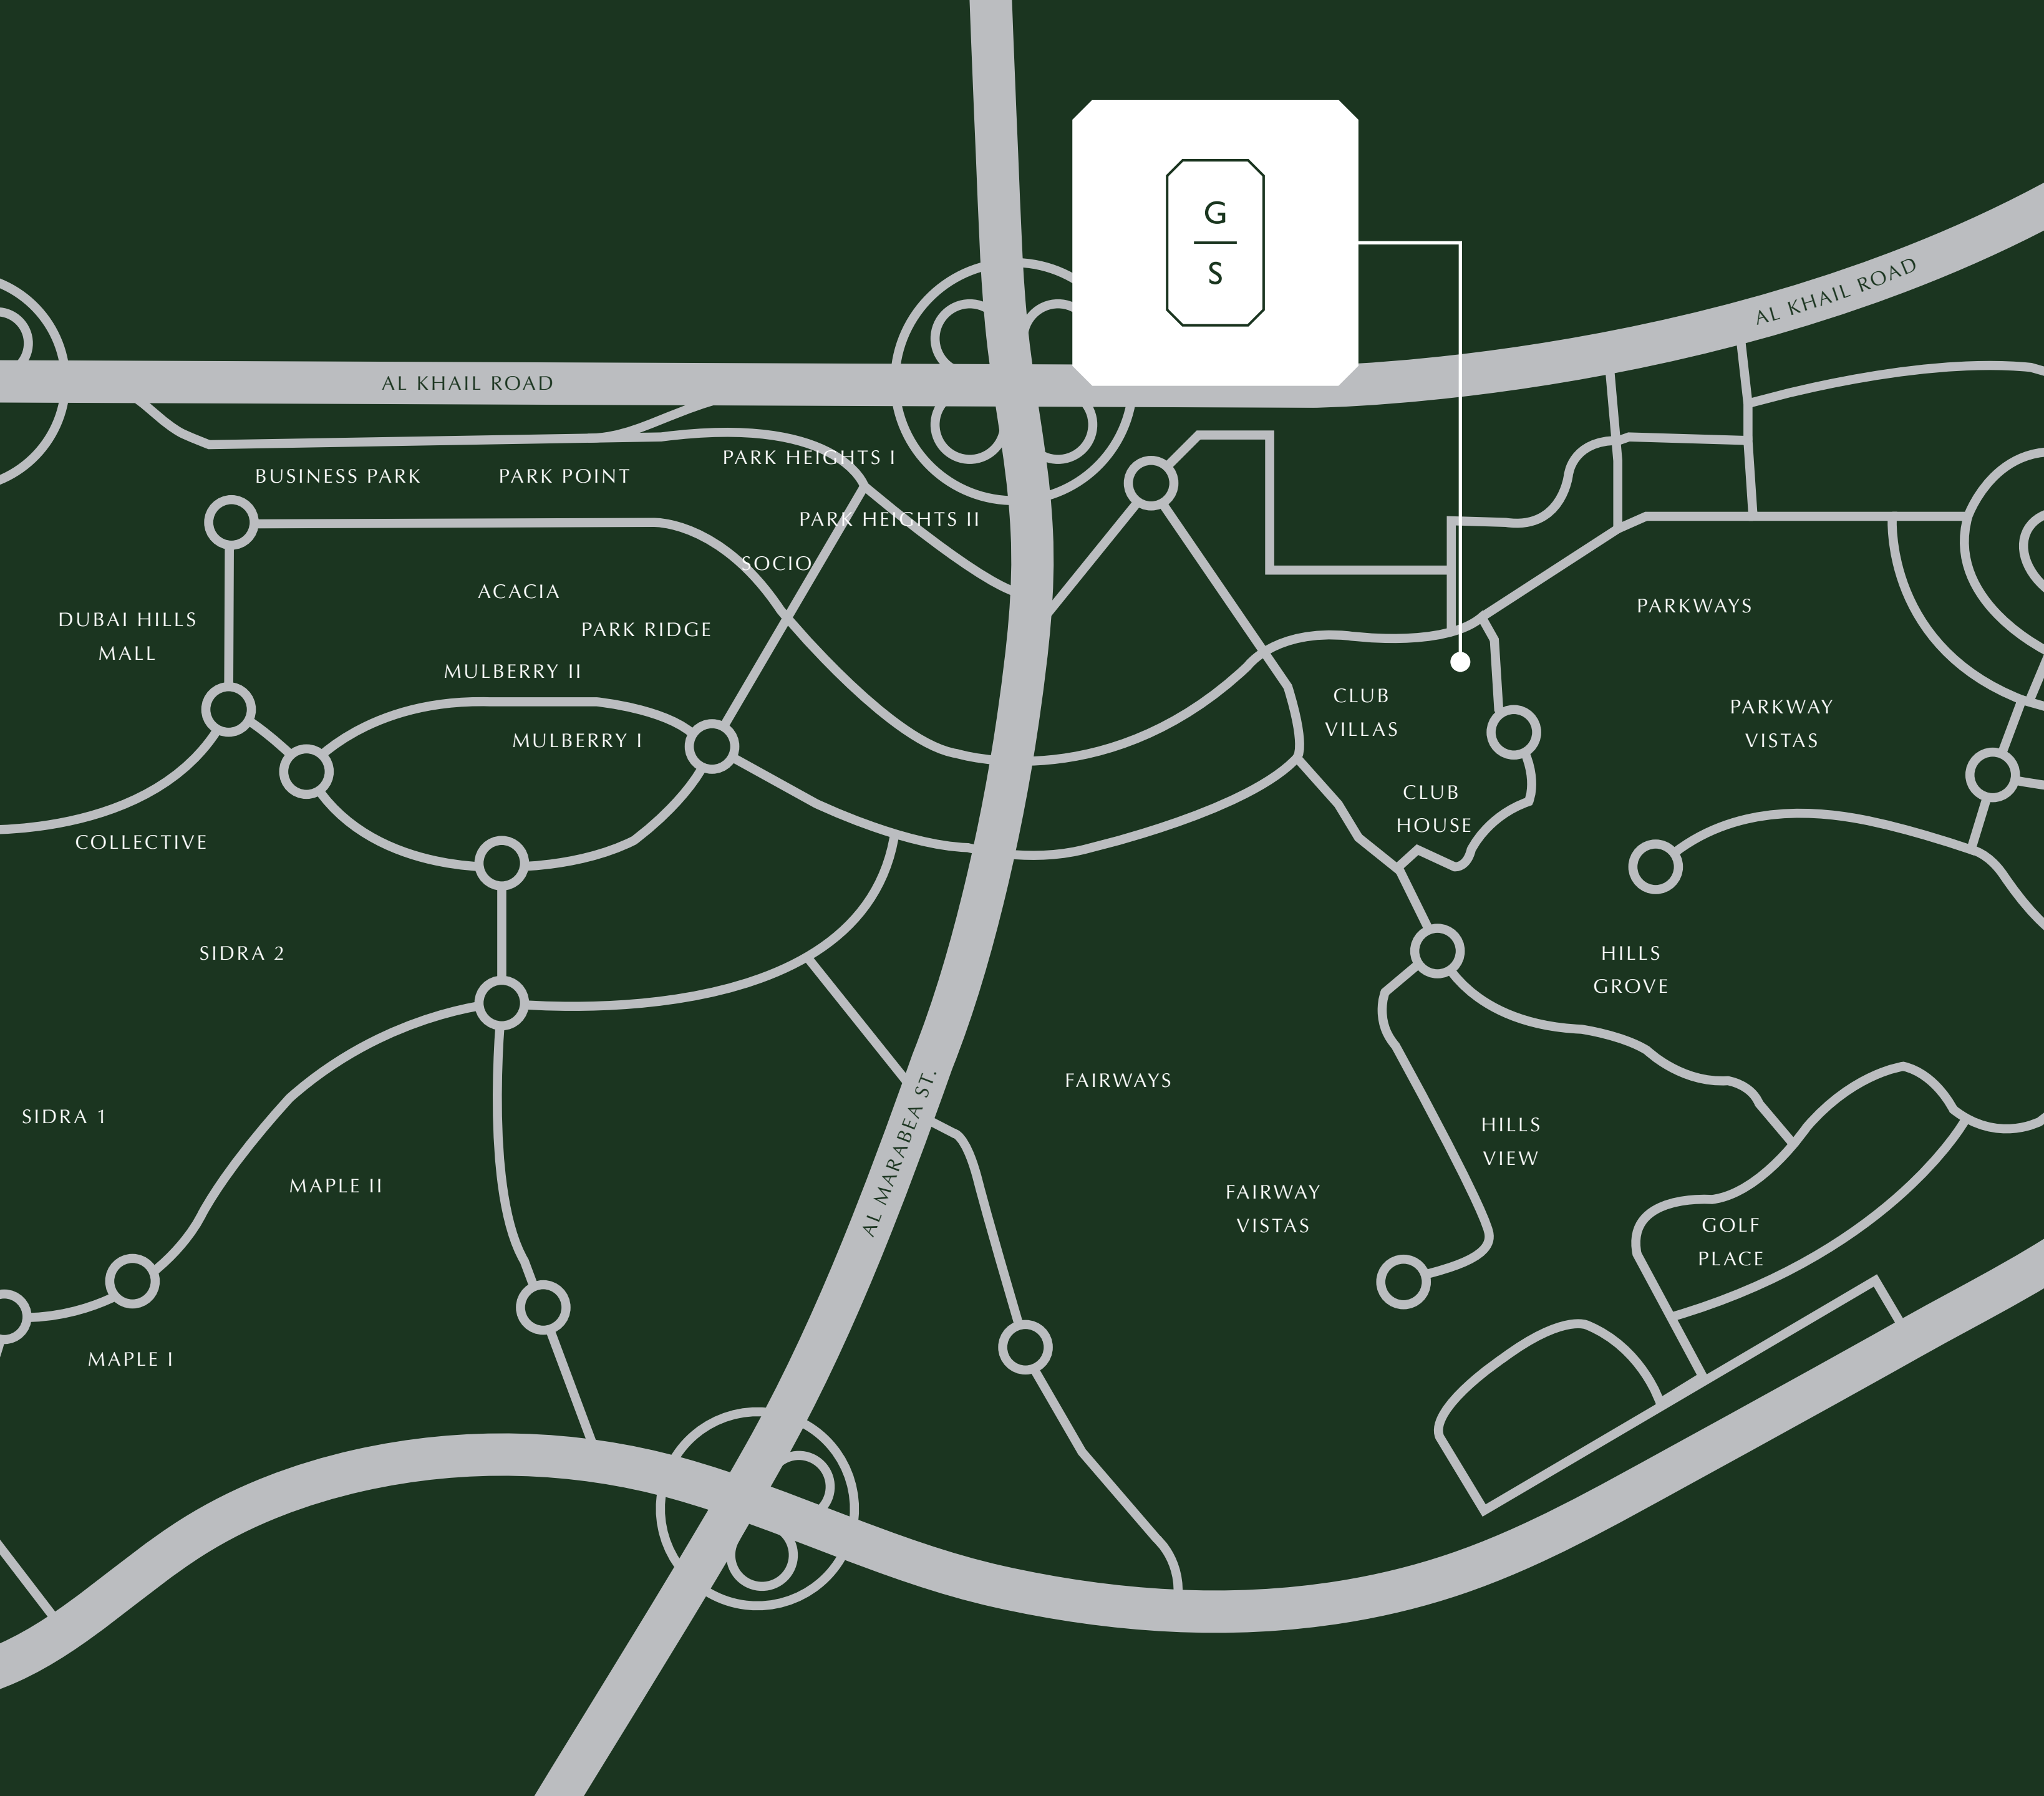 G
S
AL KHAIL ROAD
AL KHAIL ROAD
PARK HEIGHTS I
BUSINESS PARK
PARK POINT
PARK HEIGHTS II
SOCIO
ACACIA
DUBAI HILLS
MALL
PARK RIDGE
PARKWAYS
MULBERRY II
CLUB
VILLAS
PARKWAY
VISTAS
MULBERRY I
CLUB
HOUSE
COLLECTIVE
SIDRA 2
HILLS
GROVE
FAIRWAYS
SIDRA 1
HILLS
VIEW
AL MARABEA ST.
MAPLE II
FAIRWAY
VISTAS
GOLF
PLACE
MAPLE I